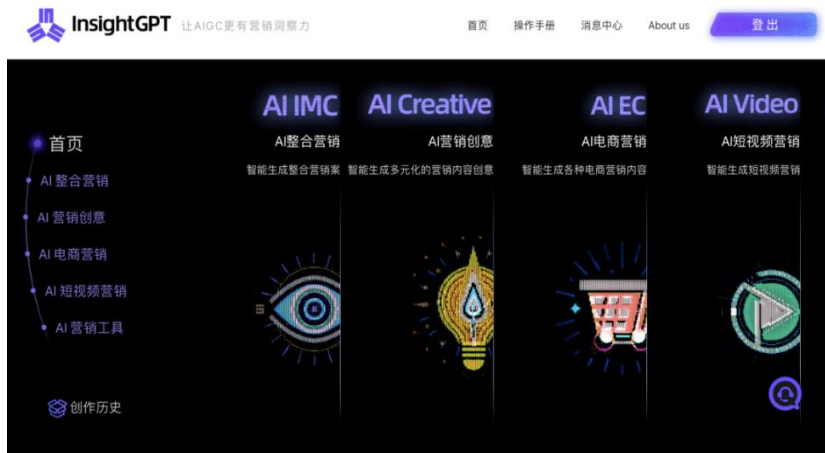 InsightGPT 让AIGC更有营销洞察力
首页 操作手册 消息中心 About us 登出
首页
AI 整合营销
AI 营销创意
AI 电商营销
AI 短视频营销
AI 营销工具
创作历史
AI IMC
AI整合营销
智能生成整合营销案
AI Creative
AI营销创意
智能生成多元化的营销内容创意
AI EC
AI电商营销
智能生成各种电商营销内容
AI Video
AI短视频营销
智能生成短视频营销